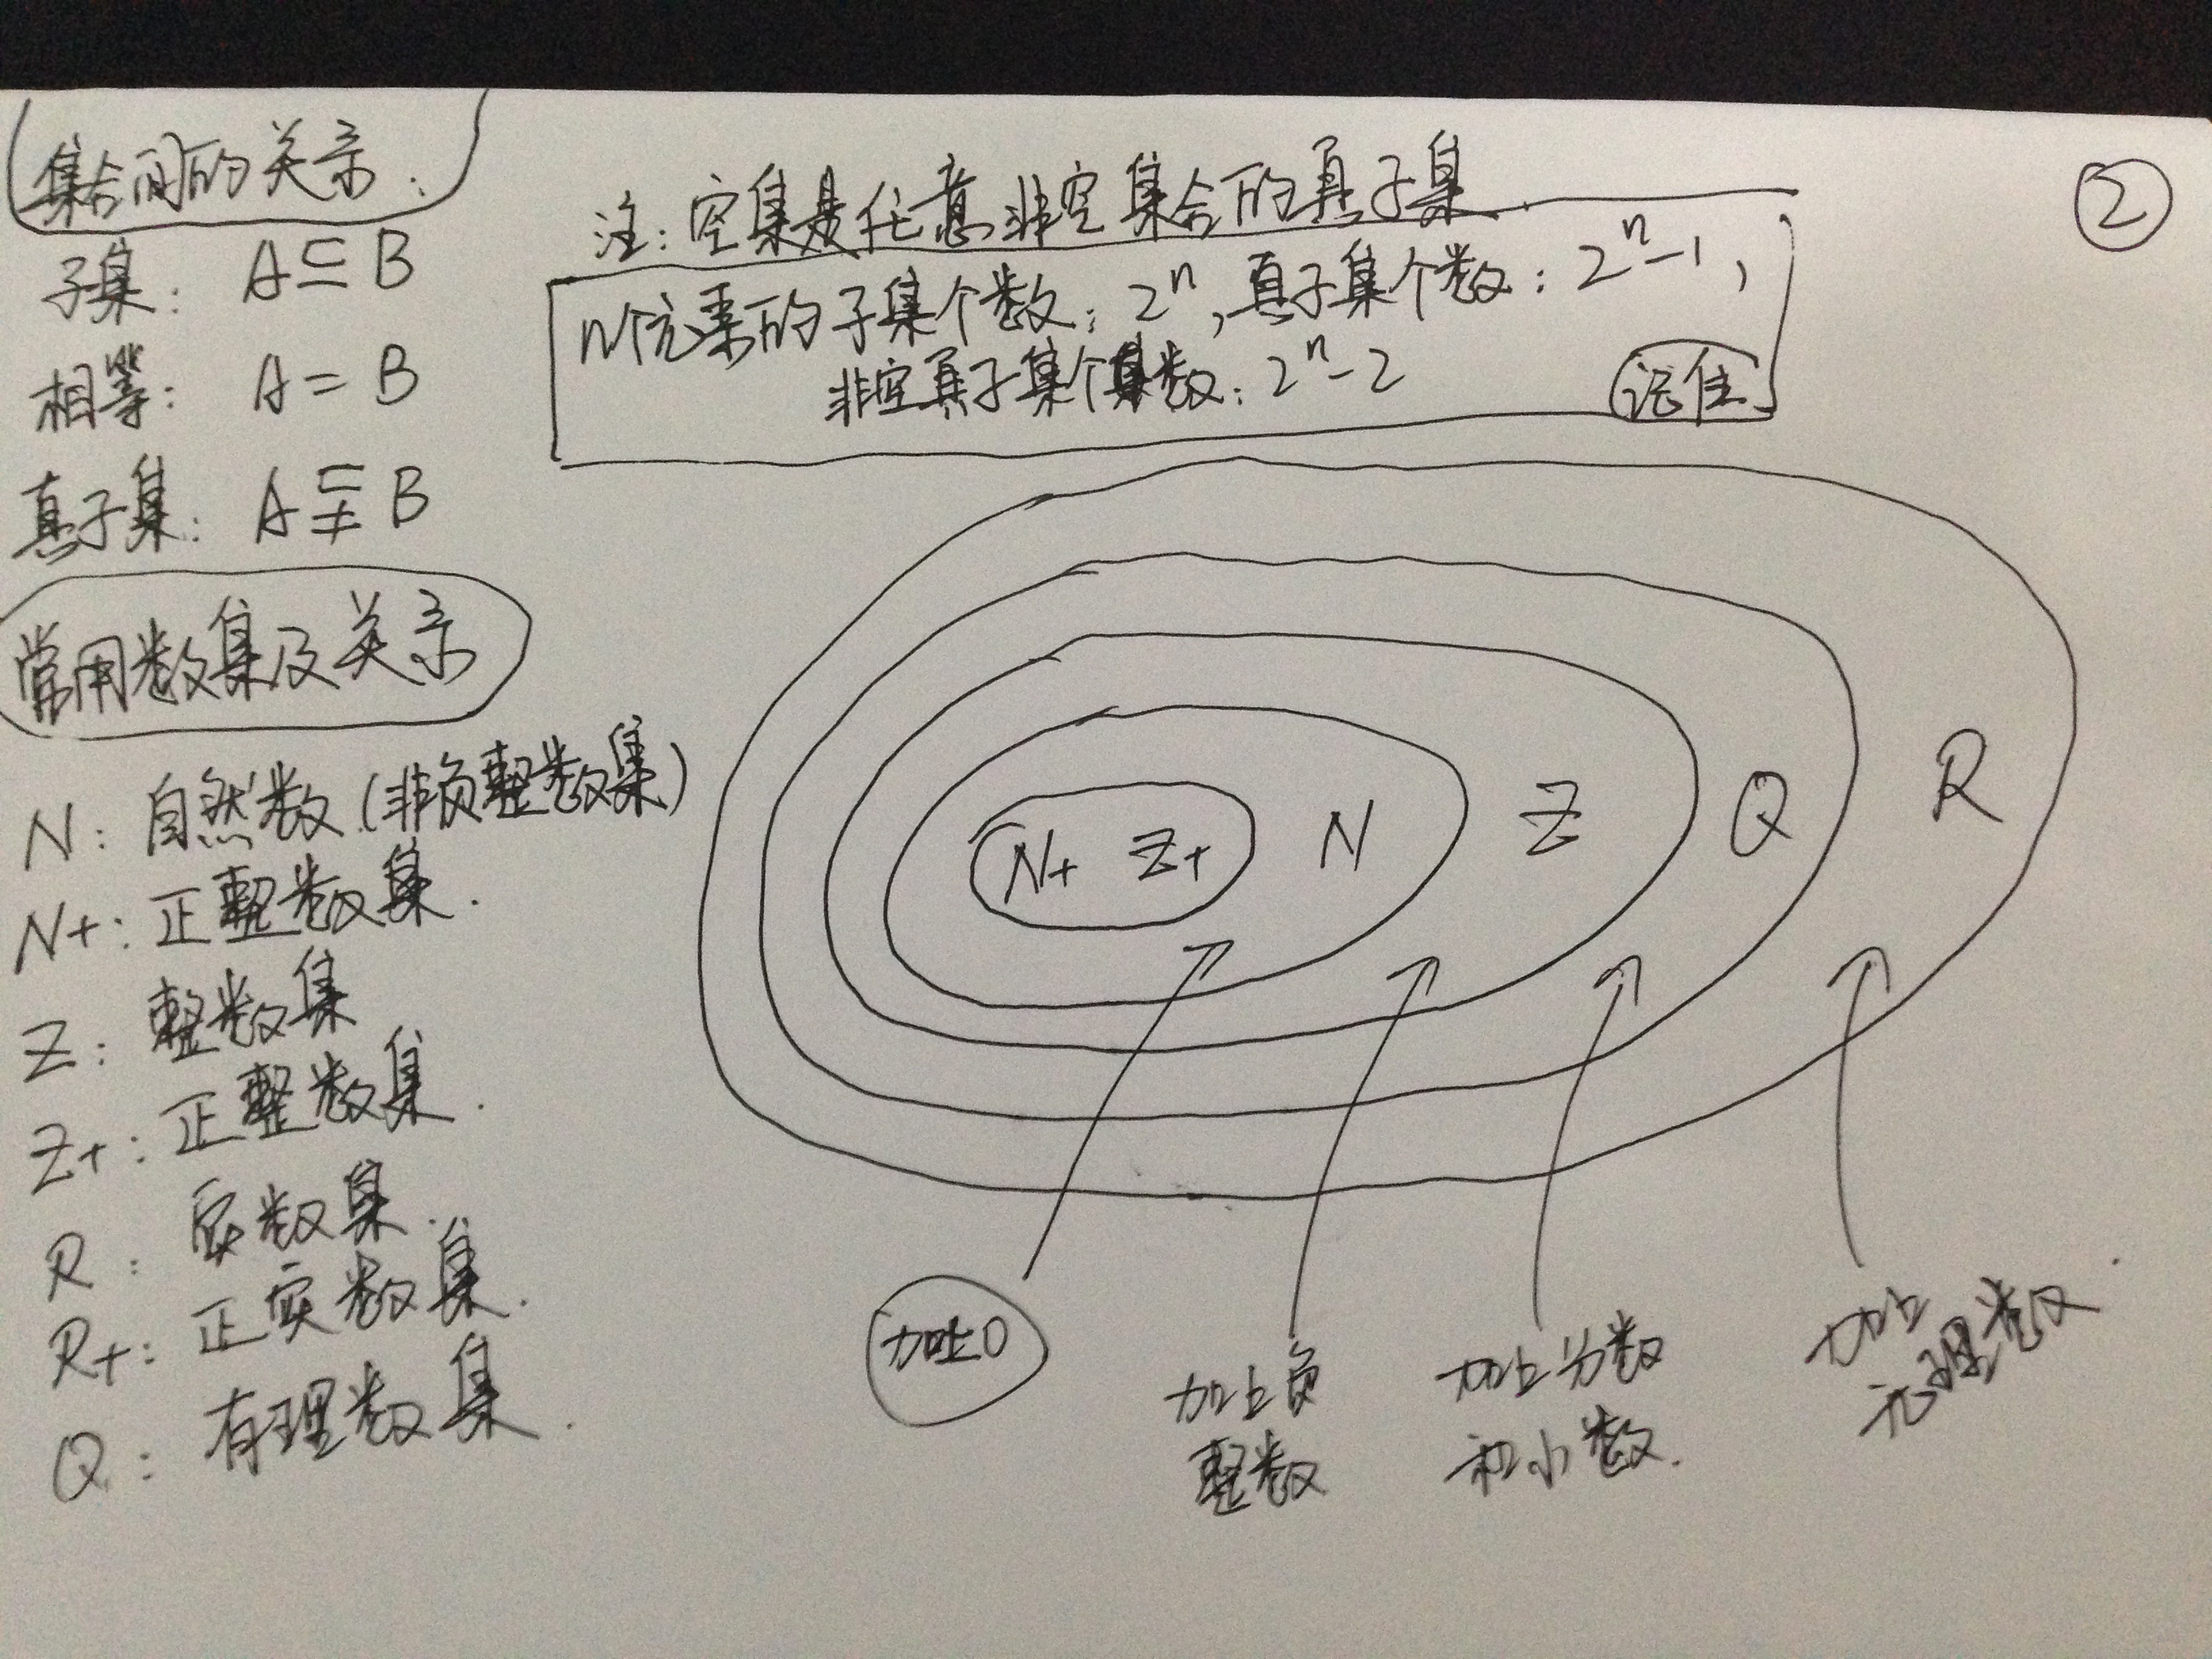 ②
集合间的关系:
子集: A⊆B
相等: A=B
真子集: A⫋B
注:空集是任意非空集合的真子集.
n个元素的子集个数:2ⁿ,真子集个数:2ⁿ-1,
非空真子集个数:2ⁿ-2
记住
常用数集及关系
N:自然数(非负整数集)
N+:正整数集.
Z:整数集
Z+:正整数集.
R:实数集.
R+:正实数集.
Q:有理数集.
N+ Z+ N Z Q R
加上0
加上负
整数
加上分数
和小数.
加上
无理数